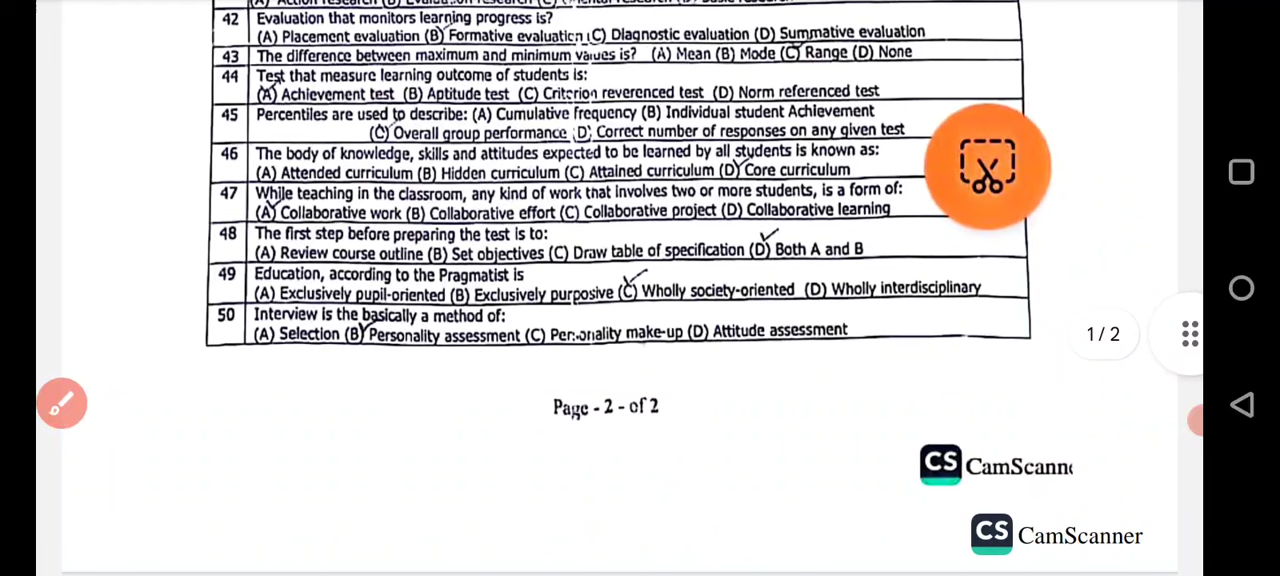 42 Evaluation that monitors learning progress is?
(A) Placement evaluation (B) Formative evaluation (C) Diagnostic evaluation (D) Summative evaluation
43 The difference between maximum and minimum values is? (A) Mean (B) Mode (C) Range (D) None
44 Test that measure learning outcome of students is:
(A) Achievement test (B) Aptitude test (C) Criterion reverenced test (D) Norm referenced test
45 Percentiles are used to describe: (A) Cumulative frequency (B) Individual student Achievement
(C) Overall group performance (D) Correct number of responses on any given test
46 The body of knowledge, skills and attitudes expected to be learned by all students is known as:
(A) Attended curriculum (B) Hidden curriculum (C) Attained curriculum (D) Core curriculum
47 While teaching in the classroom, any kind of work that involves two or more students, is a form of:
(A) Collaborative work (B) Collaborative effort (C) Collaborative project (D) Collaborative learning
48 The first step before preparing the test is to:
(A) Review course outline (B) Set objectives (C) Draw table of specification (D) Both A and B
49 Education, according to the Pragmatist is
(A) Exclusively pupil-oriented (B) Exclusively purposive (C) Wholly society-oriented (D) Wholly interdisciplinary
50 Interview is the basically a method of:
(A) Selection (B) Personality assessment (C) Personality make-up (D) Attitude assessment
1 / 2
Page - 2 - of 2
CS CamScanne
CS CamScanner